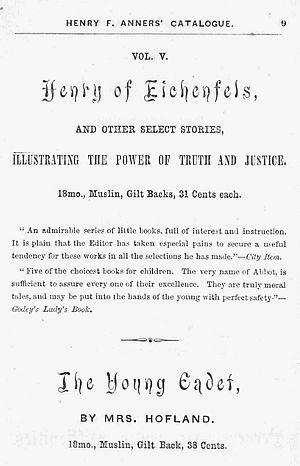 HENRY F. ANNERS' CATALOGUE. 9
VOL. V.
Henry of Eichenfels,
AND OTHER SELECT STORIES,
ILLUSTRATING THE POWER OF TRUTH AND JUSTICE.
18mo., Muslin, Gilt Backs, 31 Cents each.
"An admirable series of little books, full of interest and instruction.
It is plain that the Editor has taken especial pains to secure a useful
tendency for these works in all the selections he has made."—City Item.
"Five of the choicest books for children. The very name of Abbot, is
sufficient to assure every one of their excellence. They are truly moral
tales, and may be put into the hands of the young with perfect safety."—
Godey's Lady's Book.
The Young Cadet,
BY MRS. HOFLAND.
18mo., Muslin, Gilt Back, 38 Cents.